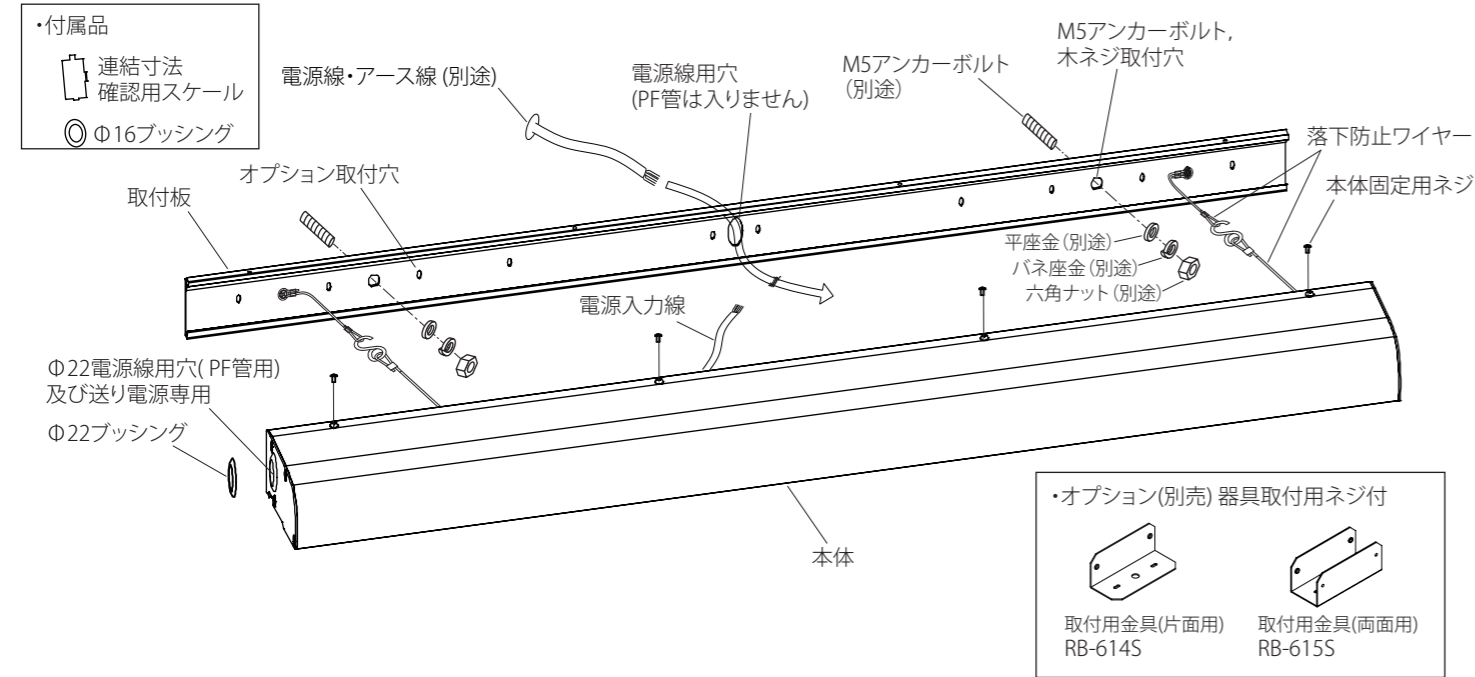 ・付属品
連結寸法
確認用スケール
Φ16ブッシング
電源線・アース線 (別途)
電源線用穴
(PF管は入りません)
M5アンカーボルト
（別途）
M5アンカーボルト,
木ネジ取付穴
落下防止ワイヤー
本体固定用ネジ
オプション取付穴
取付板
平座金（別途）
バネ座金（別途）
六角ナット（別途）
電源入力線
Φ22電源線用穴( PF管用)
及び送り電源専用
Φ22ブッシング
本体
・オプション(別売) 器具取付用ネジ付
取付用金具(片面用)
RB-614S
取付用金具(両面用)
RB-615S